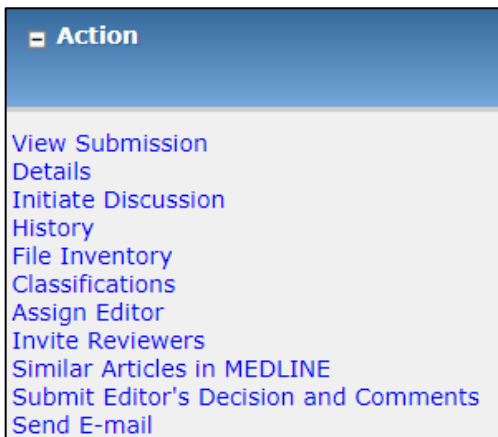 Action
View Submission
Details
Initiate Discussion
History
File Inventory
Classifications
Assign Editor
Invite Reviewers
Similar Articles in MEDLINE
Submit Editor's Decision and Comments
Send E-mail